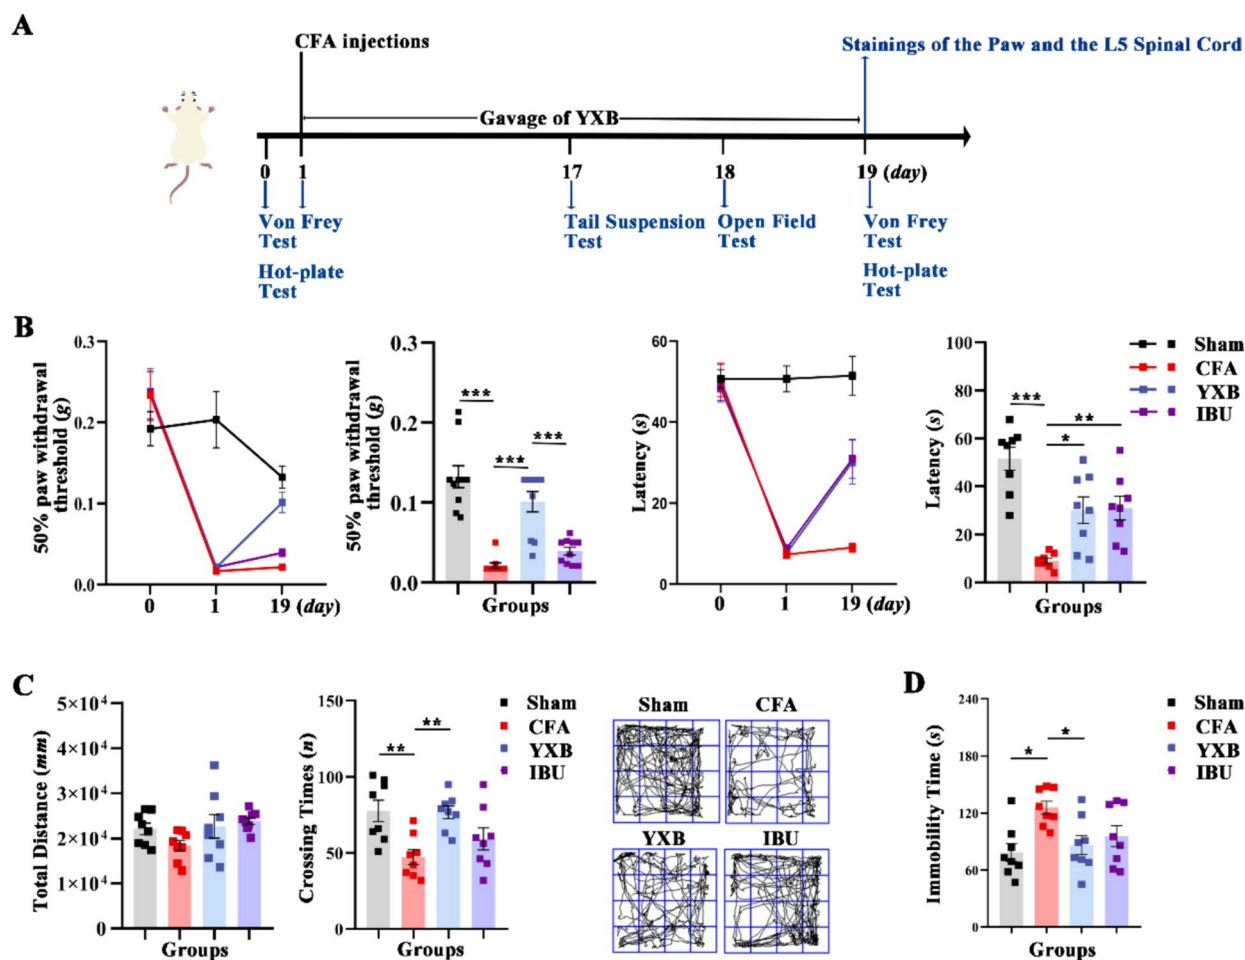 A
CFA injections
Stainings of the Paw and the L5 Spinal Cord
Gavage of YXB
0 1 17 18 19 (day)
Von Frey
Test
Hot-plate
Test
Tail Suspension
Test
Open Field
Test
Von Frey
Test
Hot-plate
Test
B
50% paw withdrawal
threshold (g)
0.3
0.2
0.1
0.0
0 1 19 (day)
50% paw withdrawal
threshold (g)
0.3
0.2
0.1
0.0
***
***
***
Groups
Latency (s)
60
40
20
0
0 1 19 (day)
Latency (s)
100
80
60
40
20
0
***
**
*
Groups
Sham
CFA
YXB
IBU
C
Total Distance (mm)
5×10⁴
4×10⁴
3×10⁴
2×10⁴
1×10⁴
0
Groups
Crossing Times (n)
150
100
50
0
**
**
Groups
Sham
CFA
YXB
IBU
Sham CFA
YXB IBU
D
Immoblity Time (s)
240
180
120
60
0
*
*
Groups
Sham
CFA
YXB
IBU